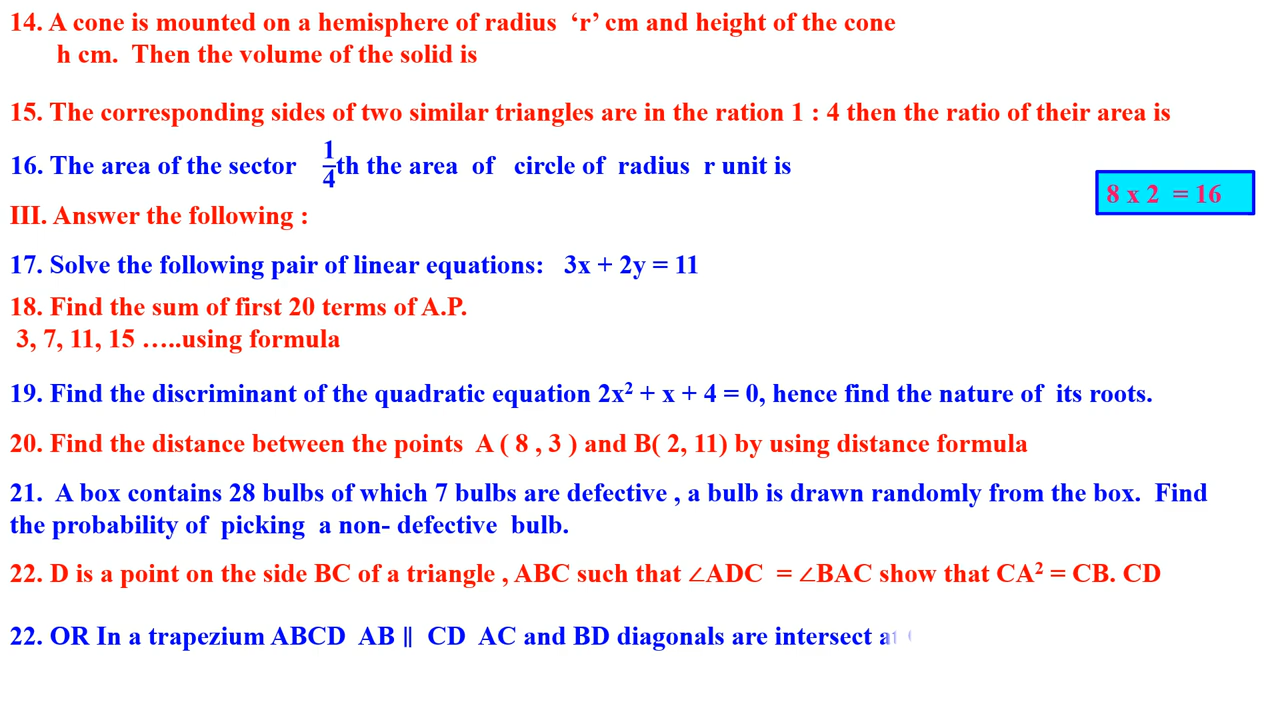 14. A cone is mounted on a hemisphere of radius ‘r’ cm and height of the cone
h cm. Then the volume of the solid is
15. The corresponding sides of two similar triangles are in the ration 1 : 4 then the ratio of their area is
16. The area of the sector 1/4th the area of circle of radius r unit is
8 x 2 = 16
III. Answer the following :
17. Solve the following pair of linear equations: 3x + 2y = 11
18. Find the sum of first 20 terms of A.P.
3, 7, 11, 15 …..using formula
19. Find the discriminant of the quadratic equation 2x² + x + 4 = 0, hence find the nature of its roots.
20. Find the distance between the points A ( 8 , 3 ) and B( 2, 11) by using distance formula
21. A box contains 28 bulbs of which 7 bulbs are defective , a bulb is drawn randomly from the box. Find
the probability of picking a non- defective bulb.
22. D is a point on the side BC of a triangle , ABC such that ∠ADC = ∠BAC show that CA² = CB. CD
22. OR In a trapezium ABCD AB ∥ CD AC and BD diagonals are intersect at